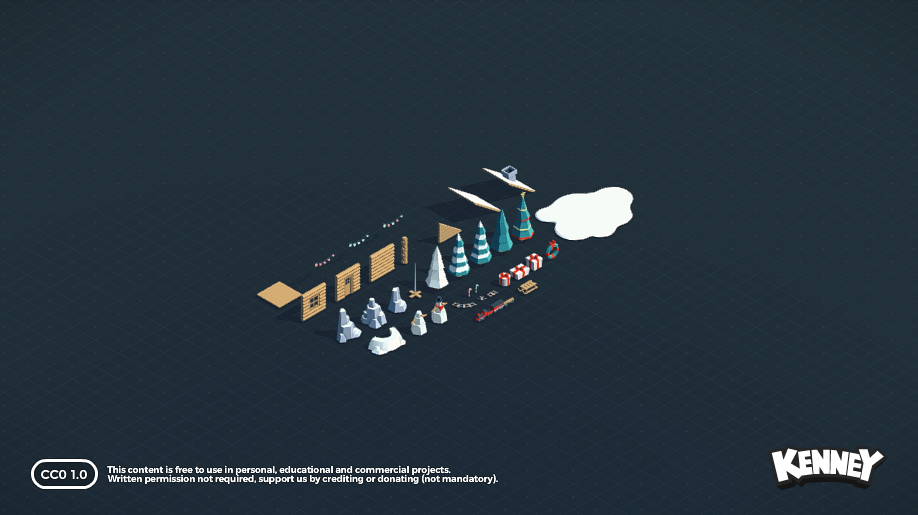 CC0 1.0
This content is free to use in personal, educational and commercial projects.
Written permission not required, support us by crediting or donating (not mandatory).
KENNEY